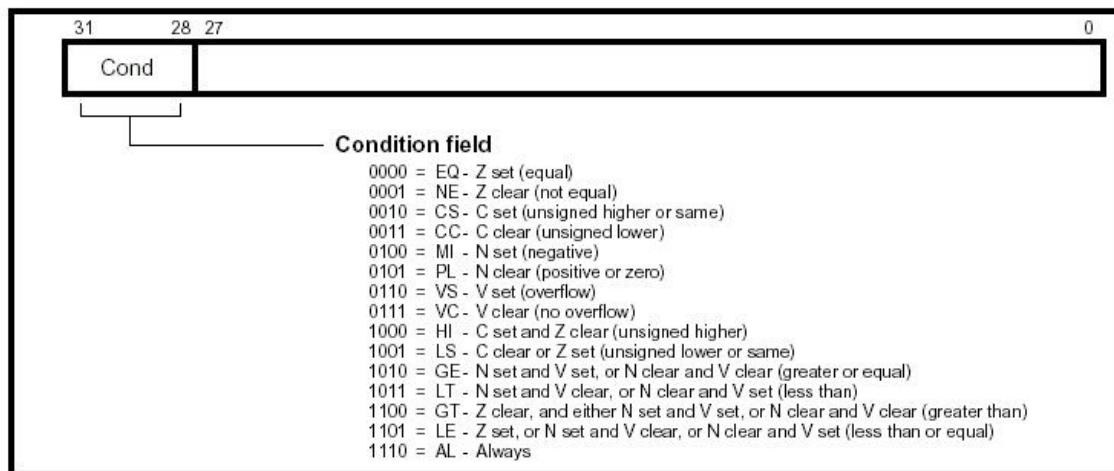 31 28 27 0
Cond
Condition field
0000 = EQ - Z set (equal)
0001 = NE - Z clear (not equal)
0010 = CS - C set (unsigned higher or same)
0011 = CC - C clear (unsigned lower)
0100 = MI - N set (negative)
0101 = PL - N clear (positive or zero)
0110 = VS - V set (overflow)
0111 = VC - V clear (no overflow)
1000 = HI - C set and Z clear (unsigned higher)
1001 = LS - C clear or Z set (unsigned lower or same)
1010 = GE - N set and V set, or N clear and V clear (greater or equal)
1011 = LT - N set and V clear, or N clear and V set (less than)
1100 = GT - Z clear, and either N set and V set, or N clear and V clear (greater than)
1101 = LE - Z set, or N set and V clear, or N clear and V set (less than or equal)
1110 = AL - Always